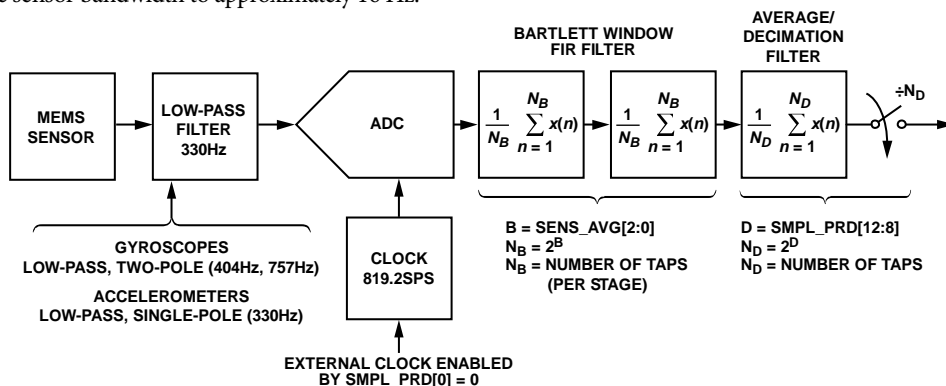 e sensor bandwidth to approximately 16 Hz.
BARTLETT WINDOW
FIR FILTER
AVERAGE/
DECIMATION
FILTER
MEMS
SENSOR
LOW-PASS
FILTER
330Hz
ADC
1/N_B Σ x(n) N_B n = 1
1/N_B Σ x(n) N_B n = 1
1/N_D Σ x(n) N_D n = 1
÷N_D
GYROSCOPES
LOW-PASS, TWO-POLE (404Hz, 757Hz)
ACCELEROMETERS
LOW-PASS, SINGLE-POLE (330Hz)
CLOCK
819.2SPS
EXTERNAL CLOCK ENABLED
BY SMPL_PRD[0] = 0
B = SENS_AVG[2:0]
N_B = 2^B
N_B = NUMBER OF TAPS
(PER STAGE)
D = SMPL_PRD[12:8]
N_D = 2^D
N_D = NUMBER OF TAPS